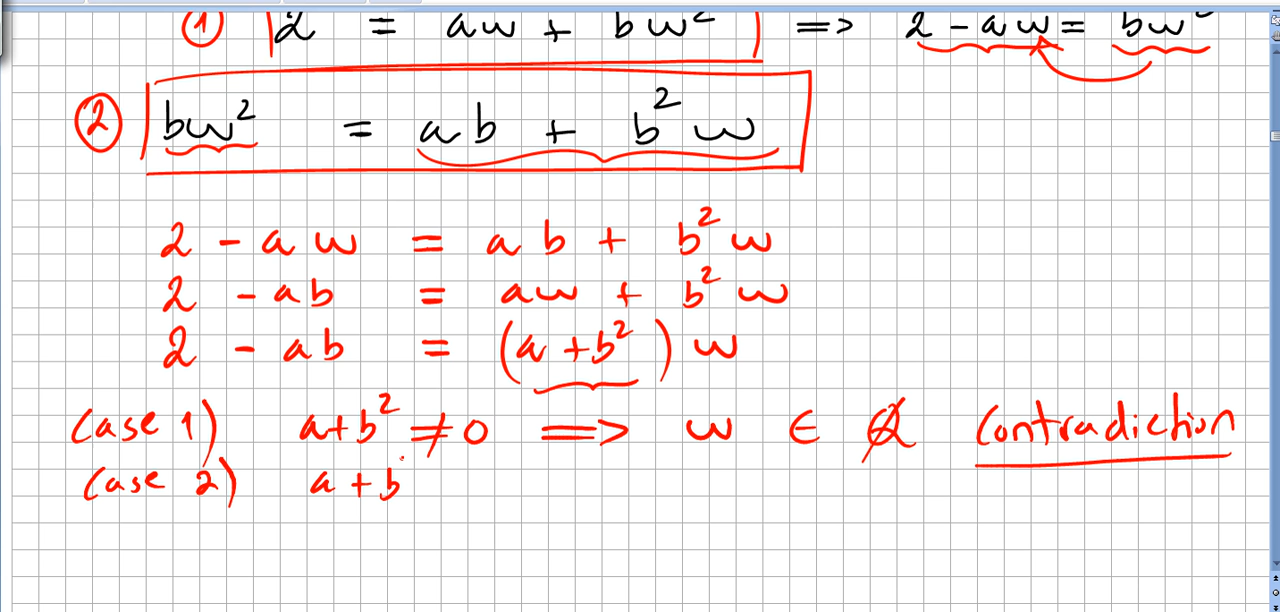 ① 2 = aw + bw² => 2 - aw = bw²
② bw² = ab + b²w
2 - aw = ab + b²w
2 - ab = aw + b²w
2 - ab = (a + b²) w
Case 1) a+b² ≠ 0 => w ∈ Q Contradiction
Case 2) a + b